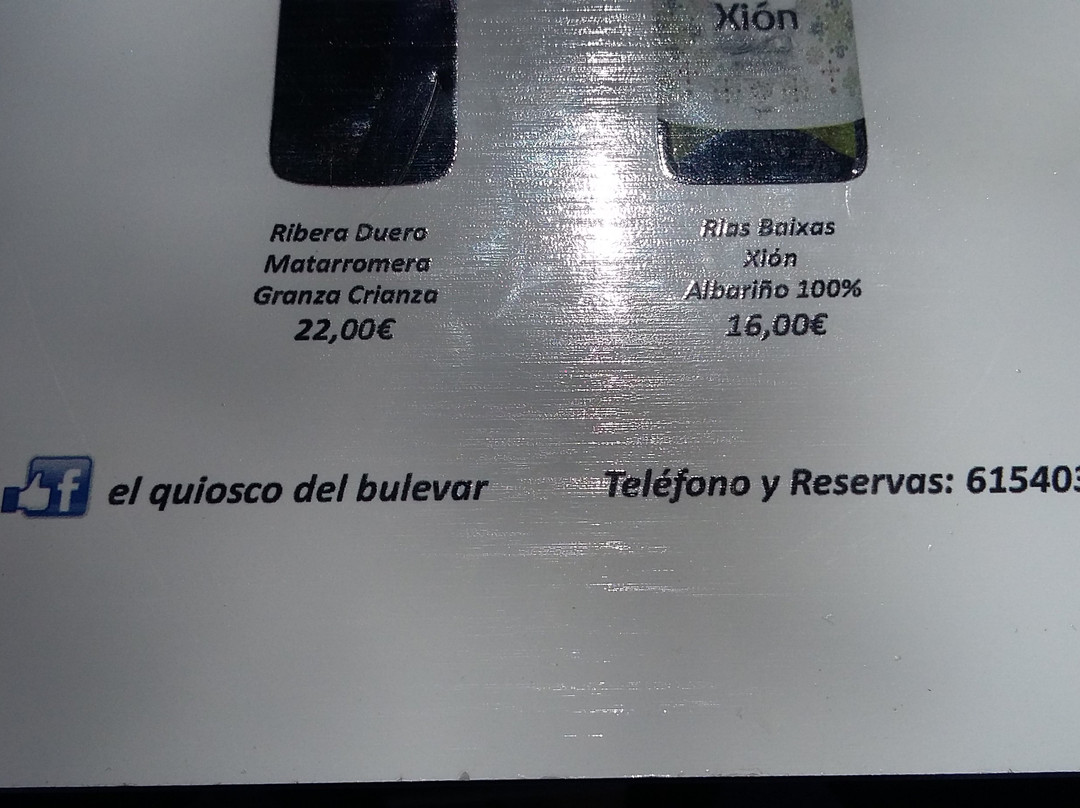 Xión
Ribera Duero
Matarromera
Granza Crianza
22,00€
Rias Baixas
Xión
Albariño 100%
16,00€
f
el quiosco del bulevar
Teléfono y Reservas: 615403